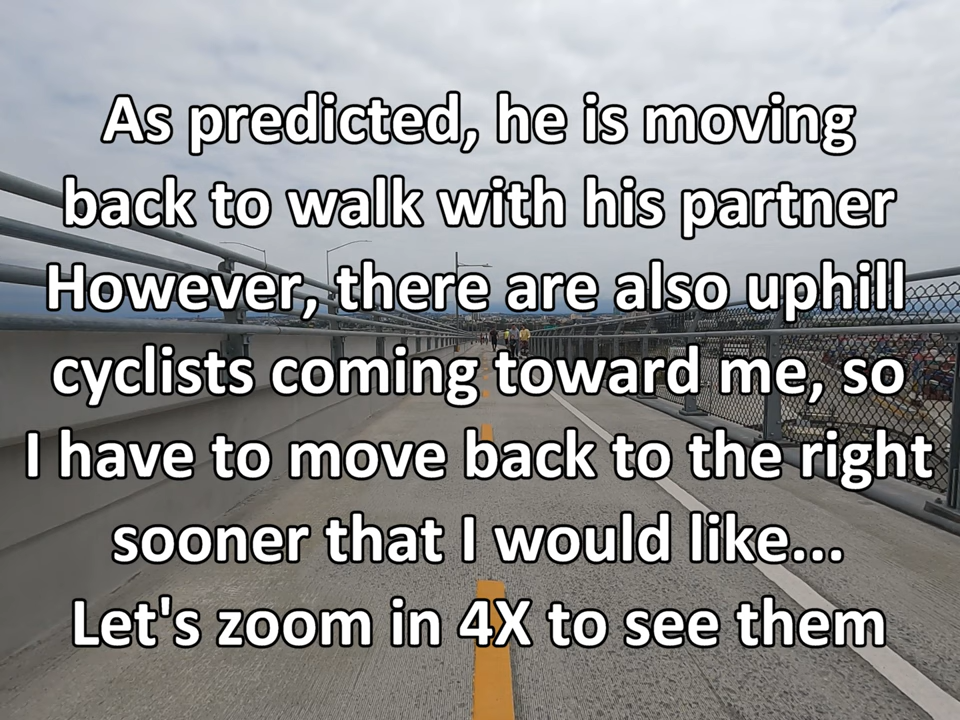 As predicted, he is moving
back to walk with his partner
However, there are also uphill
cyclists coming toward me, so
I have to move back to the right
sooner that I would like...
Let's zoom in 4X to see them